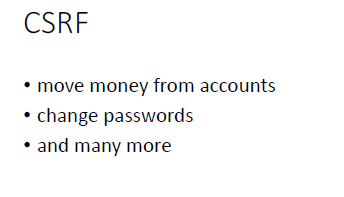 CSRF
• move money from accounts
• change passwords
• and many more